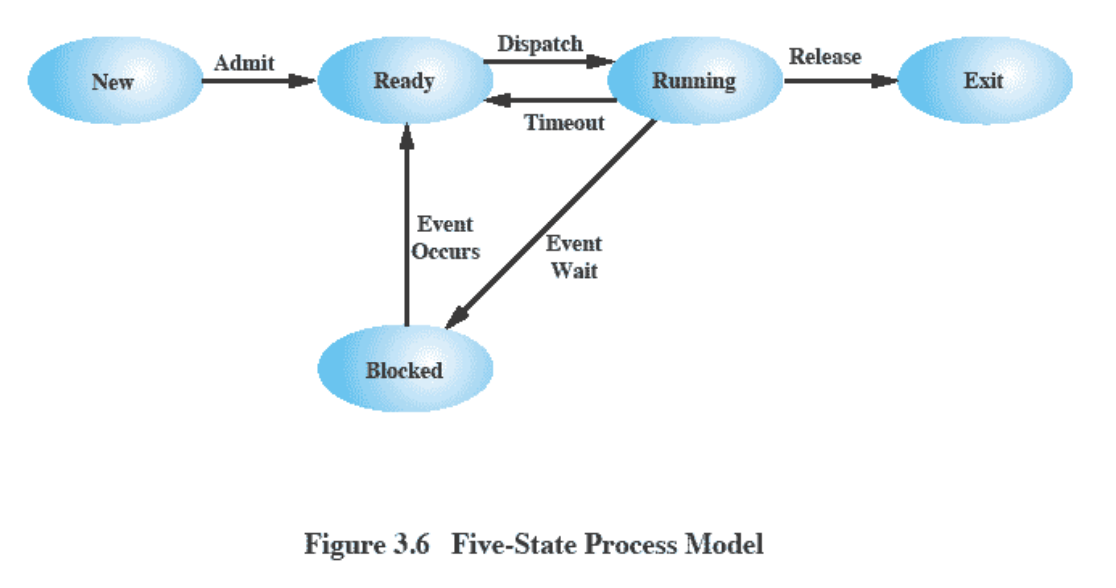 New
Admit
Ready
Dispatch
Timeout
Running
Release
Exit
Event
Occurs
Event
Wait
Blocked
Figure 3.6 Five-State Process Model